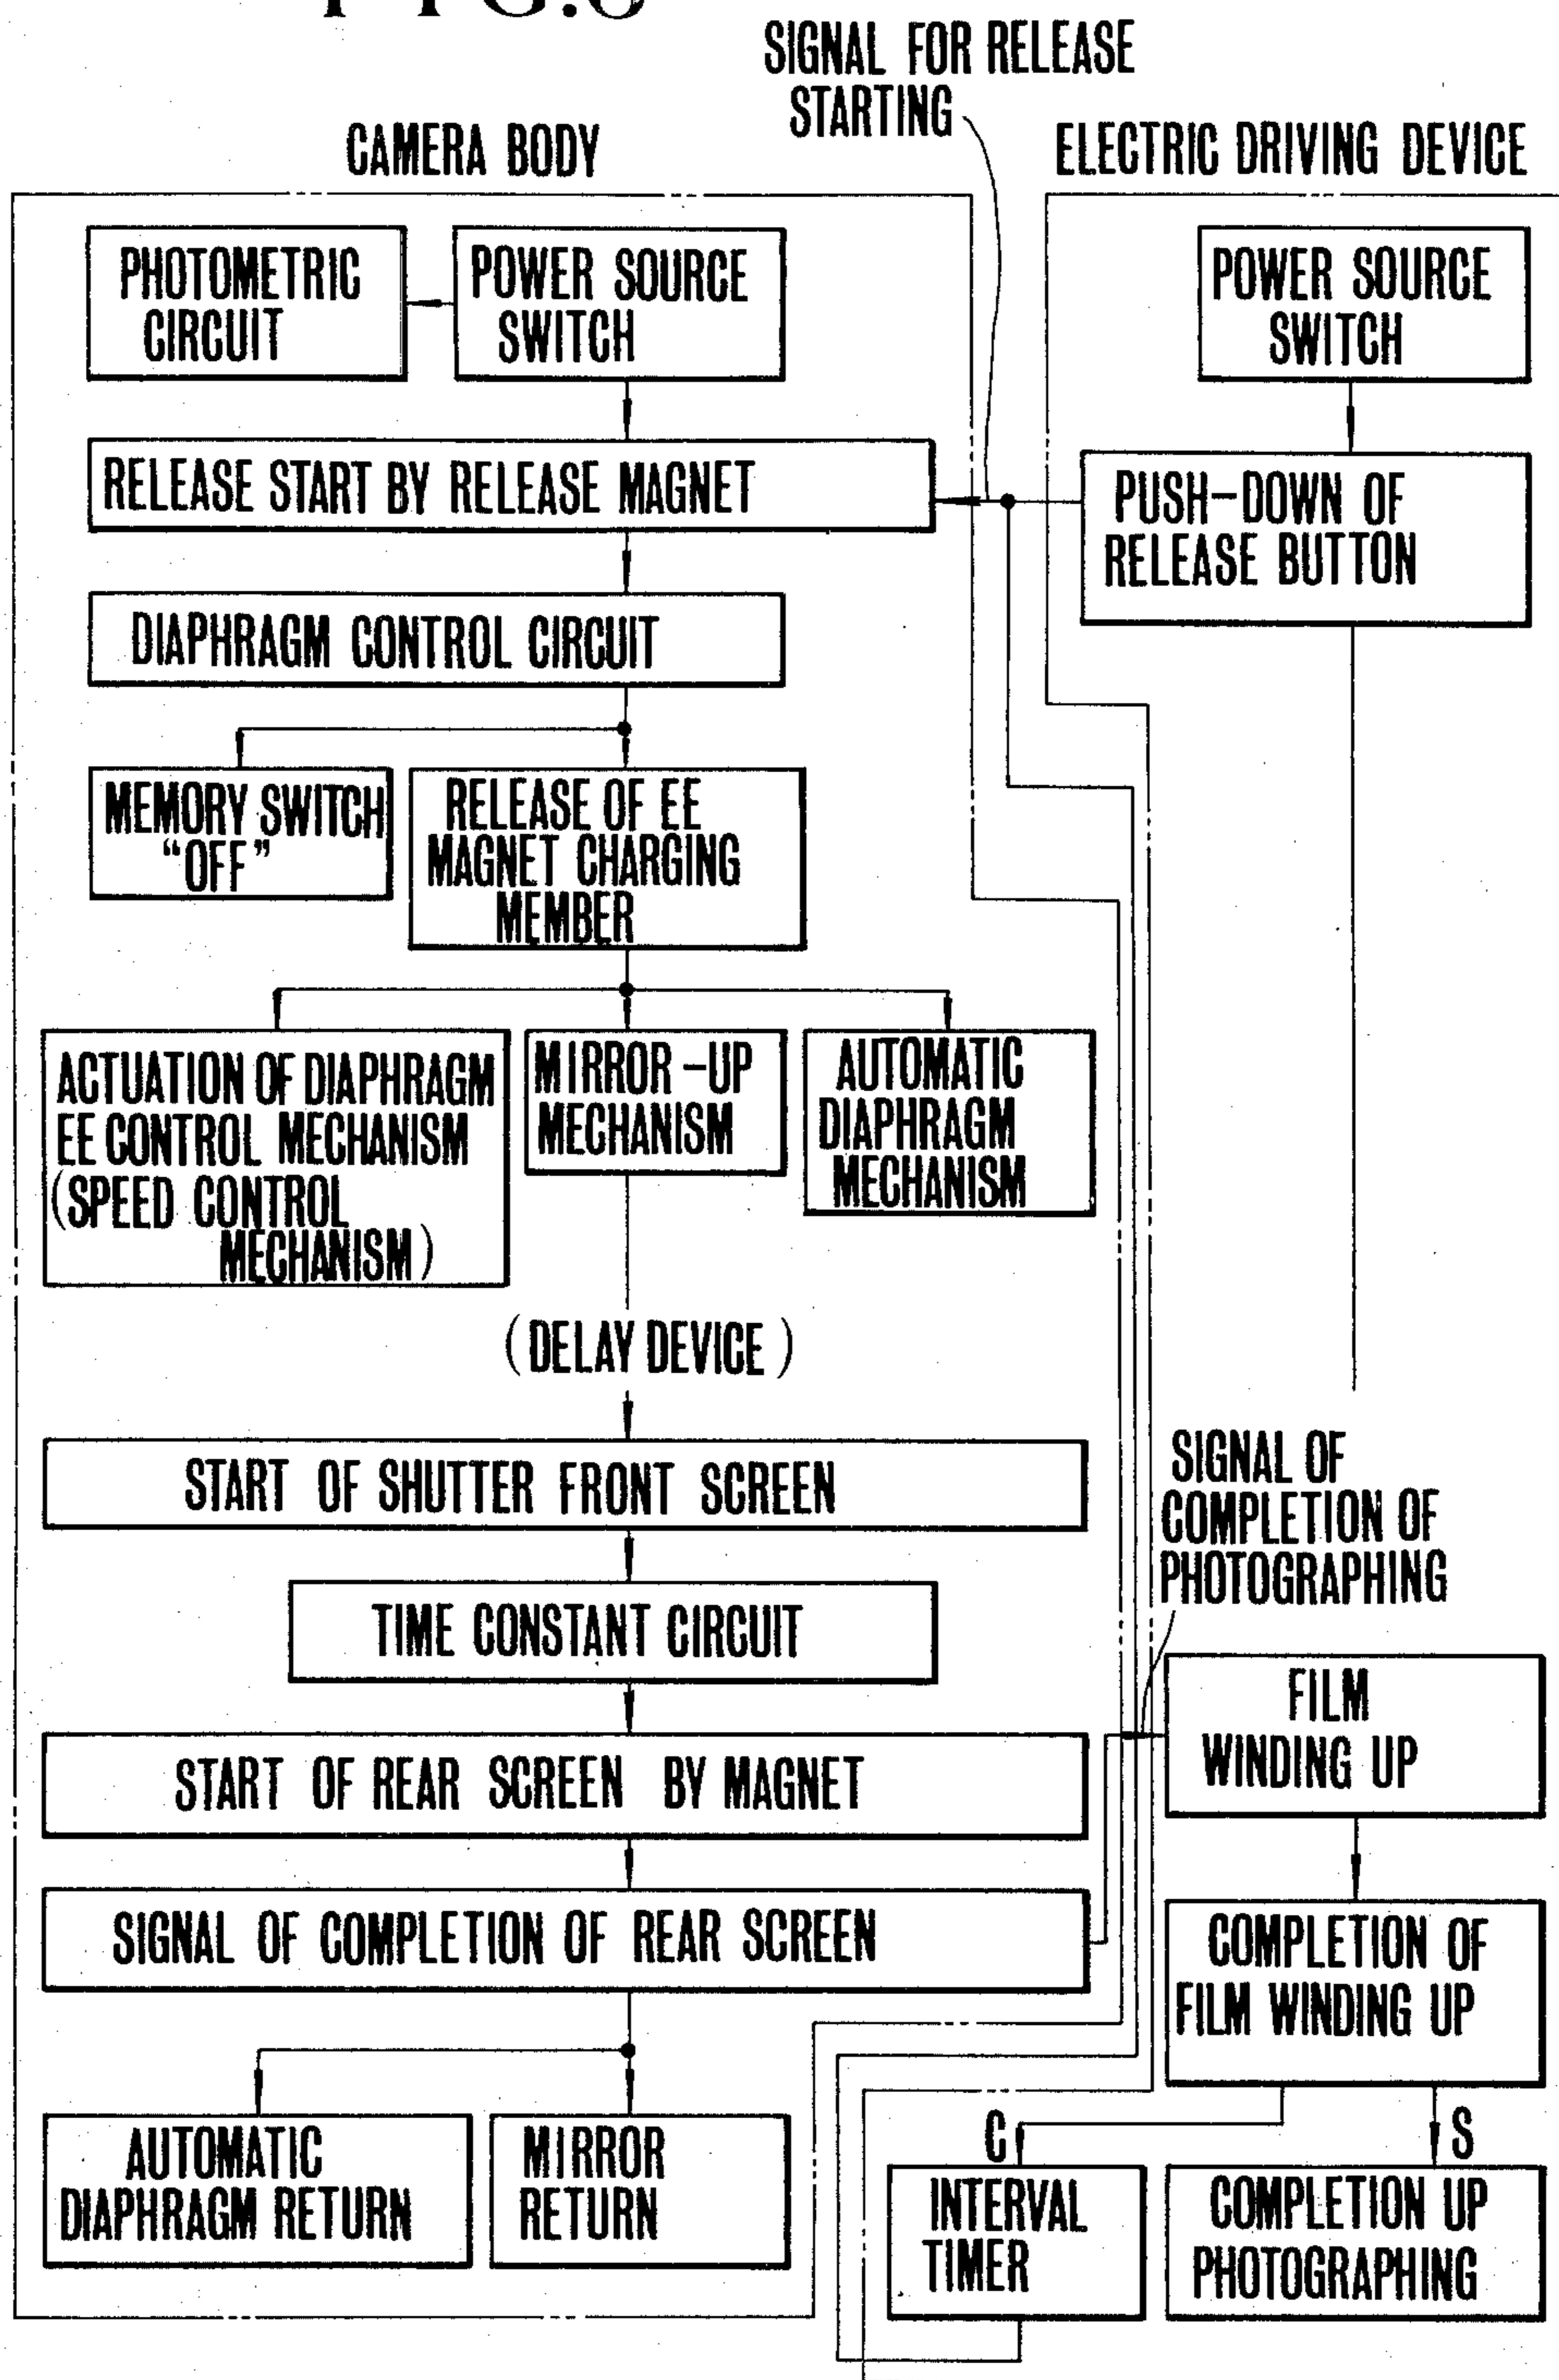 FIG.8
SIGNAL FOR RELEASE
STARTING
CAMERA BODY
ELECTRIC DRIVING DEVICE
PHOTOMETRIC
CIRCUIT
POWER SOURCE
SWITCH
POWER SOURCE
SWITCH
RELEASE START BY RELEASE MAGNET
PUSH-DOWN OF
RELEASE BUTTON
DIAPHRAGM CONTROL CIRCUIT
MEMORY SWITCH
“OFF”
RELEASE OF EE
MAGNET CHARGING
MEMBER
ACTUATION OF DIAPHRAGM
EE CONTROL MECHANISM
(SPEED CONTROL
MECHANISM)
MIRROR-UP
MECHANISM
AUTOMATIC
DIAPHRAGM
MECHANISM
(DELAY DEVICE)
START OF SHUTTER FRONT SCREEN
SIGNAL OF
COMPLETION OF
PHOTOGRAPHING
TIME CONSTANT CIRCUIT
FILM
WINDING UP
START OF REAR SCREEN BY MAGNET
SIGNAL OF COMPLETION OF REAR SCREEN
COMPLETION OF
FILM WINDING UP
C
S
AUTOMATIC
DIAPHRAGM RETURN
MIRROR
RETURN
INTERVAL
TIMER
COMPLETION UP
PHOTOGRAPHING